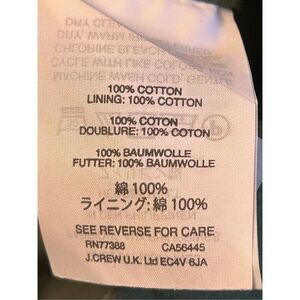 100% COTTON
LINING: 100% COTTON
100% COTON
DOUBLURE: 100% COTON
100% BAUMWOLLE
FUTTER: 100% BAUMWOLLE
綿 100%
ライニング: 綿 100%
SEE REVERSE FOR CARE
RN77388 CA56445
J.CREW U.K. Ltd EC4V 6JA